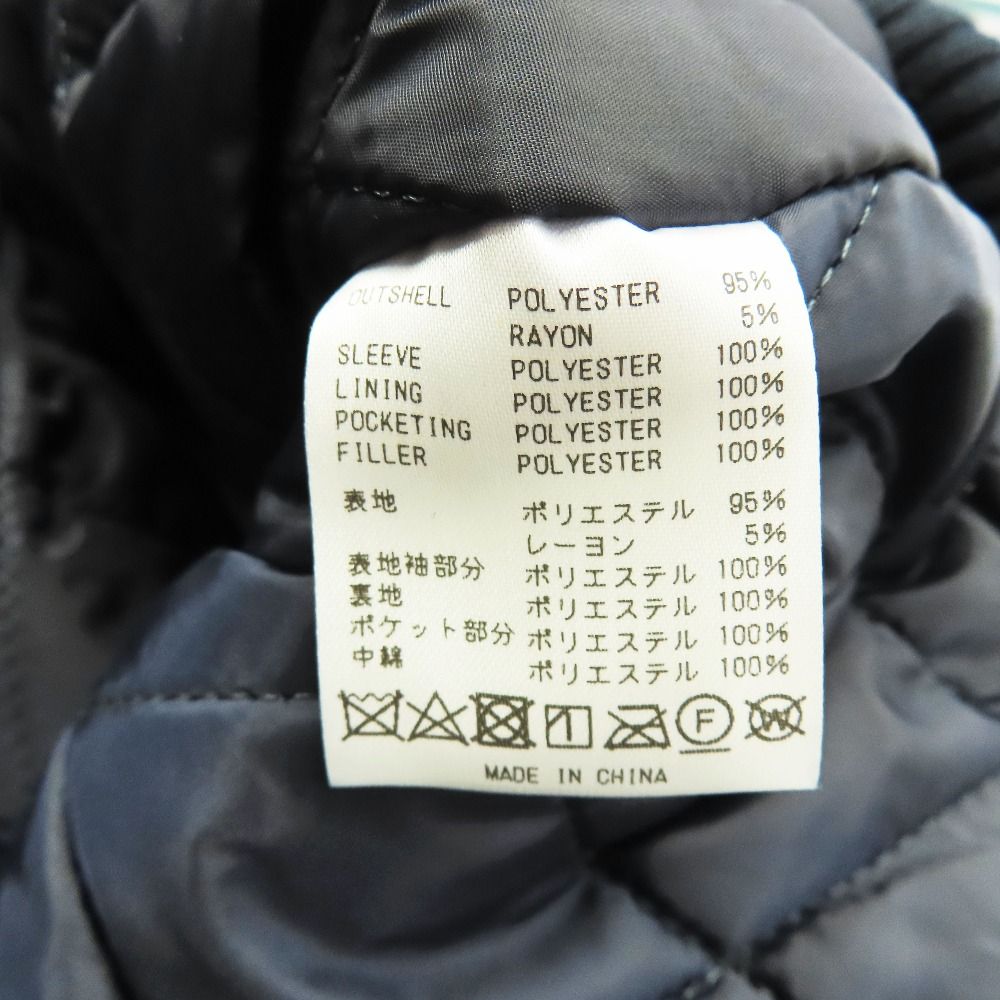 OUTSHELL POLYESTER 95%
RAYON 5%
SLEEVE POLYESTER 100%
LINING POLYESTER 100%
POCKETING POLYESTER 100%
FILLER POLYESTER 100%
表地 ポリエステル 95%
レーヨン 5%
表地袖部分 ポリエステル 100%
裏地 ポリエステル 100%
ポケット部分 ポリエステル 100%
中綿 ポリエステル 100%
F W
MADE IN CHINA